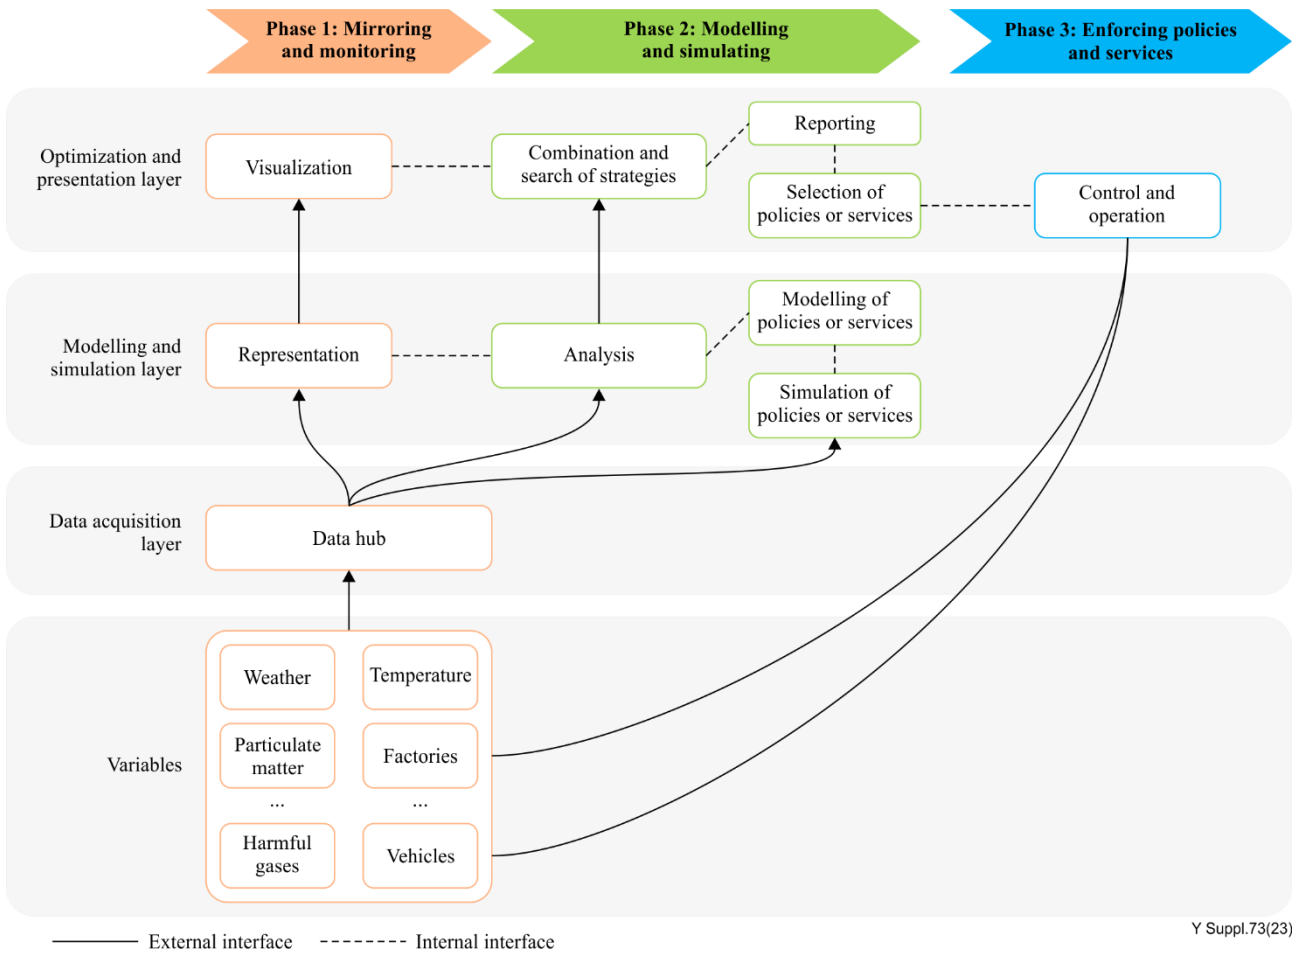 Phase 1: Mirroring
and monitoring
Phase 2: Modelling
and simulating
Phase 3: Enforcing policies
and services
Optimization and
presentation layer
Visualization
Combination and
search of strategies
Reporting
Selection of
policies or services
Control and
operation
Modelling and
simulation layer
Representation
Analysis
Modelling of
policies or services
Simulation of
policies or services
Data acquisition
layer
Data hub
Variables
Weather
Temperature
Particulate
matter
Factories
...
...
Harmful
gases
Vehicles
External interface
Internal interface
Y Suppl.73(23)